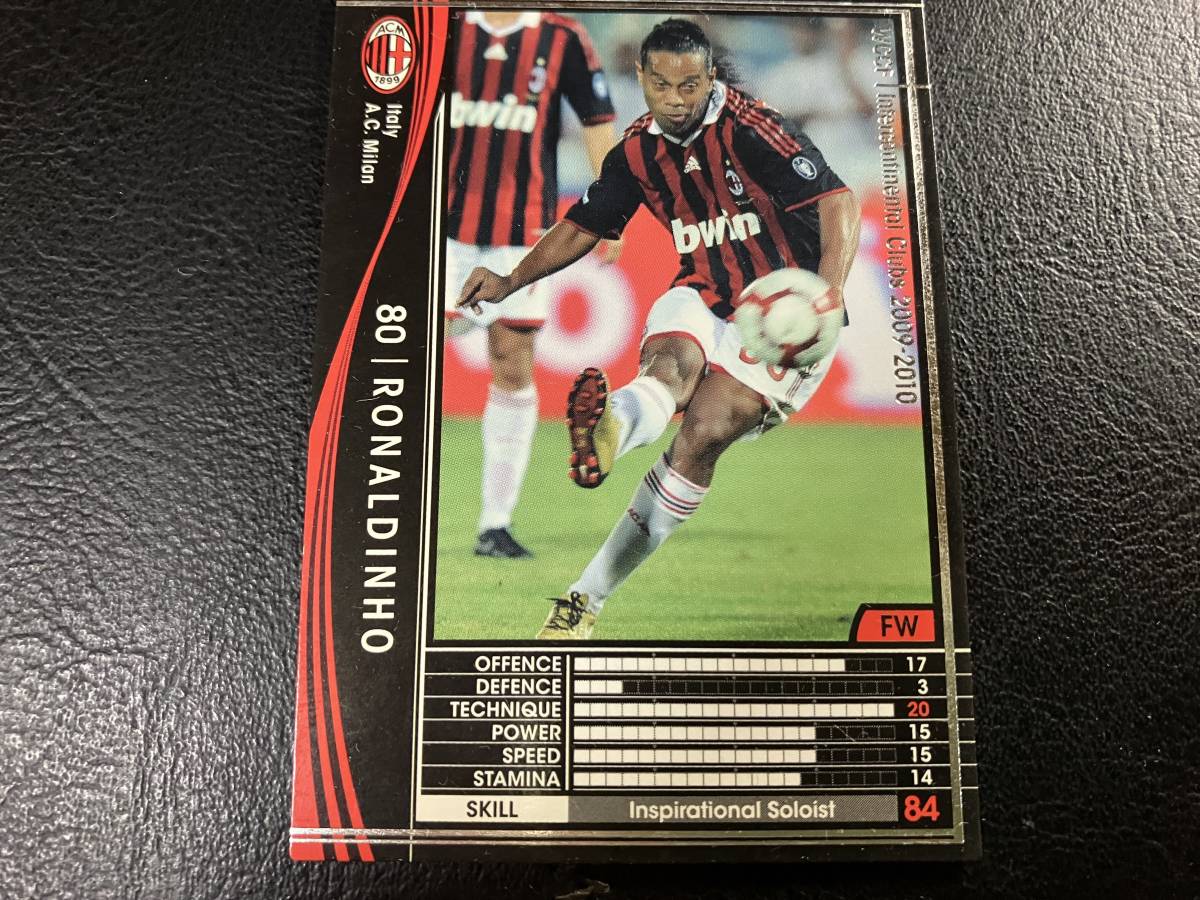 ACM
1899
Italy
A.C. Milan
80 | RONALDINHO
WCCF / Intercontinental Clubs 2009-2010
bwin
adidas
bwin
FW
OFFENCE 17
DEFENCE 3
TECHNIQUE 20
POWER 15
SPEED 15
STAMINA 14
SKILL Inspirational Soloist 84